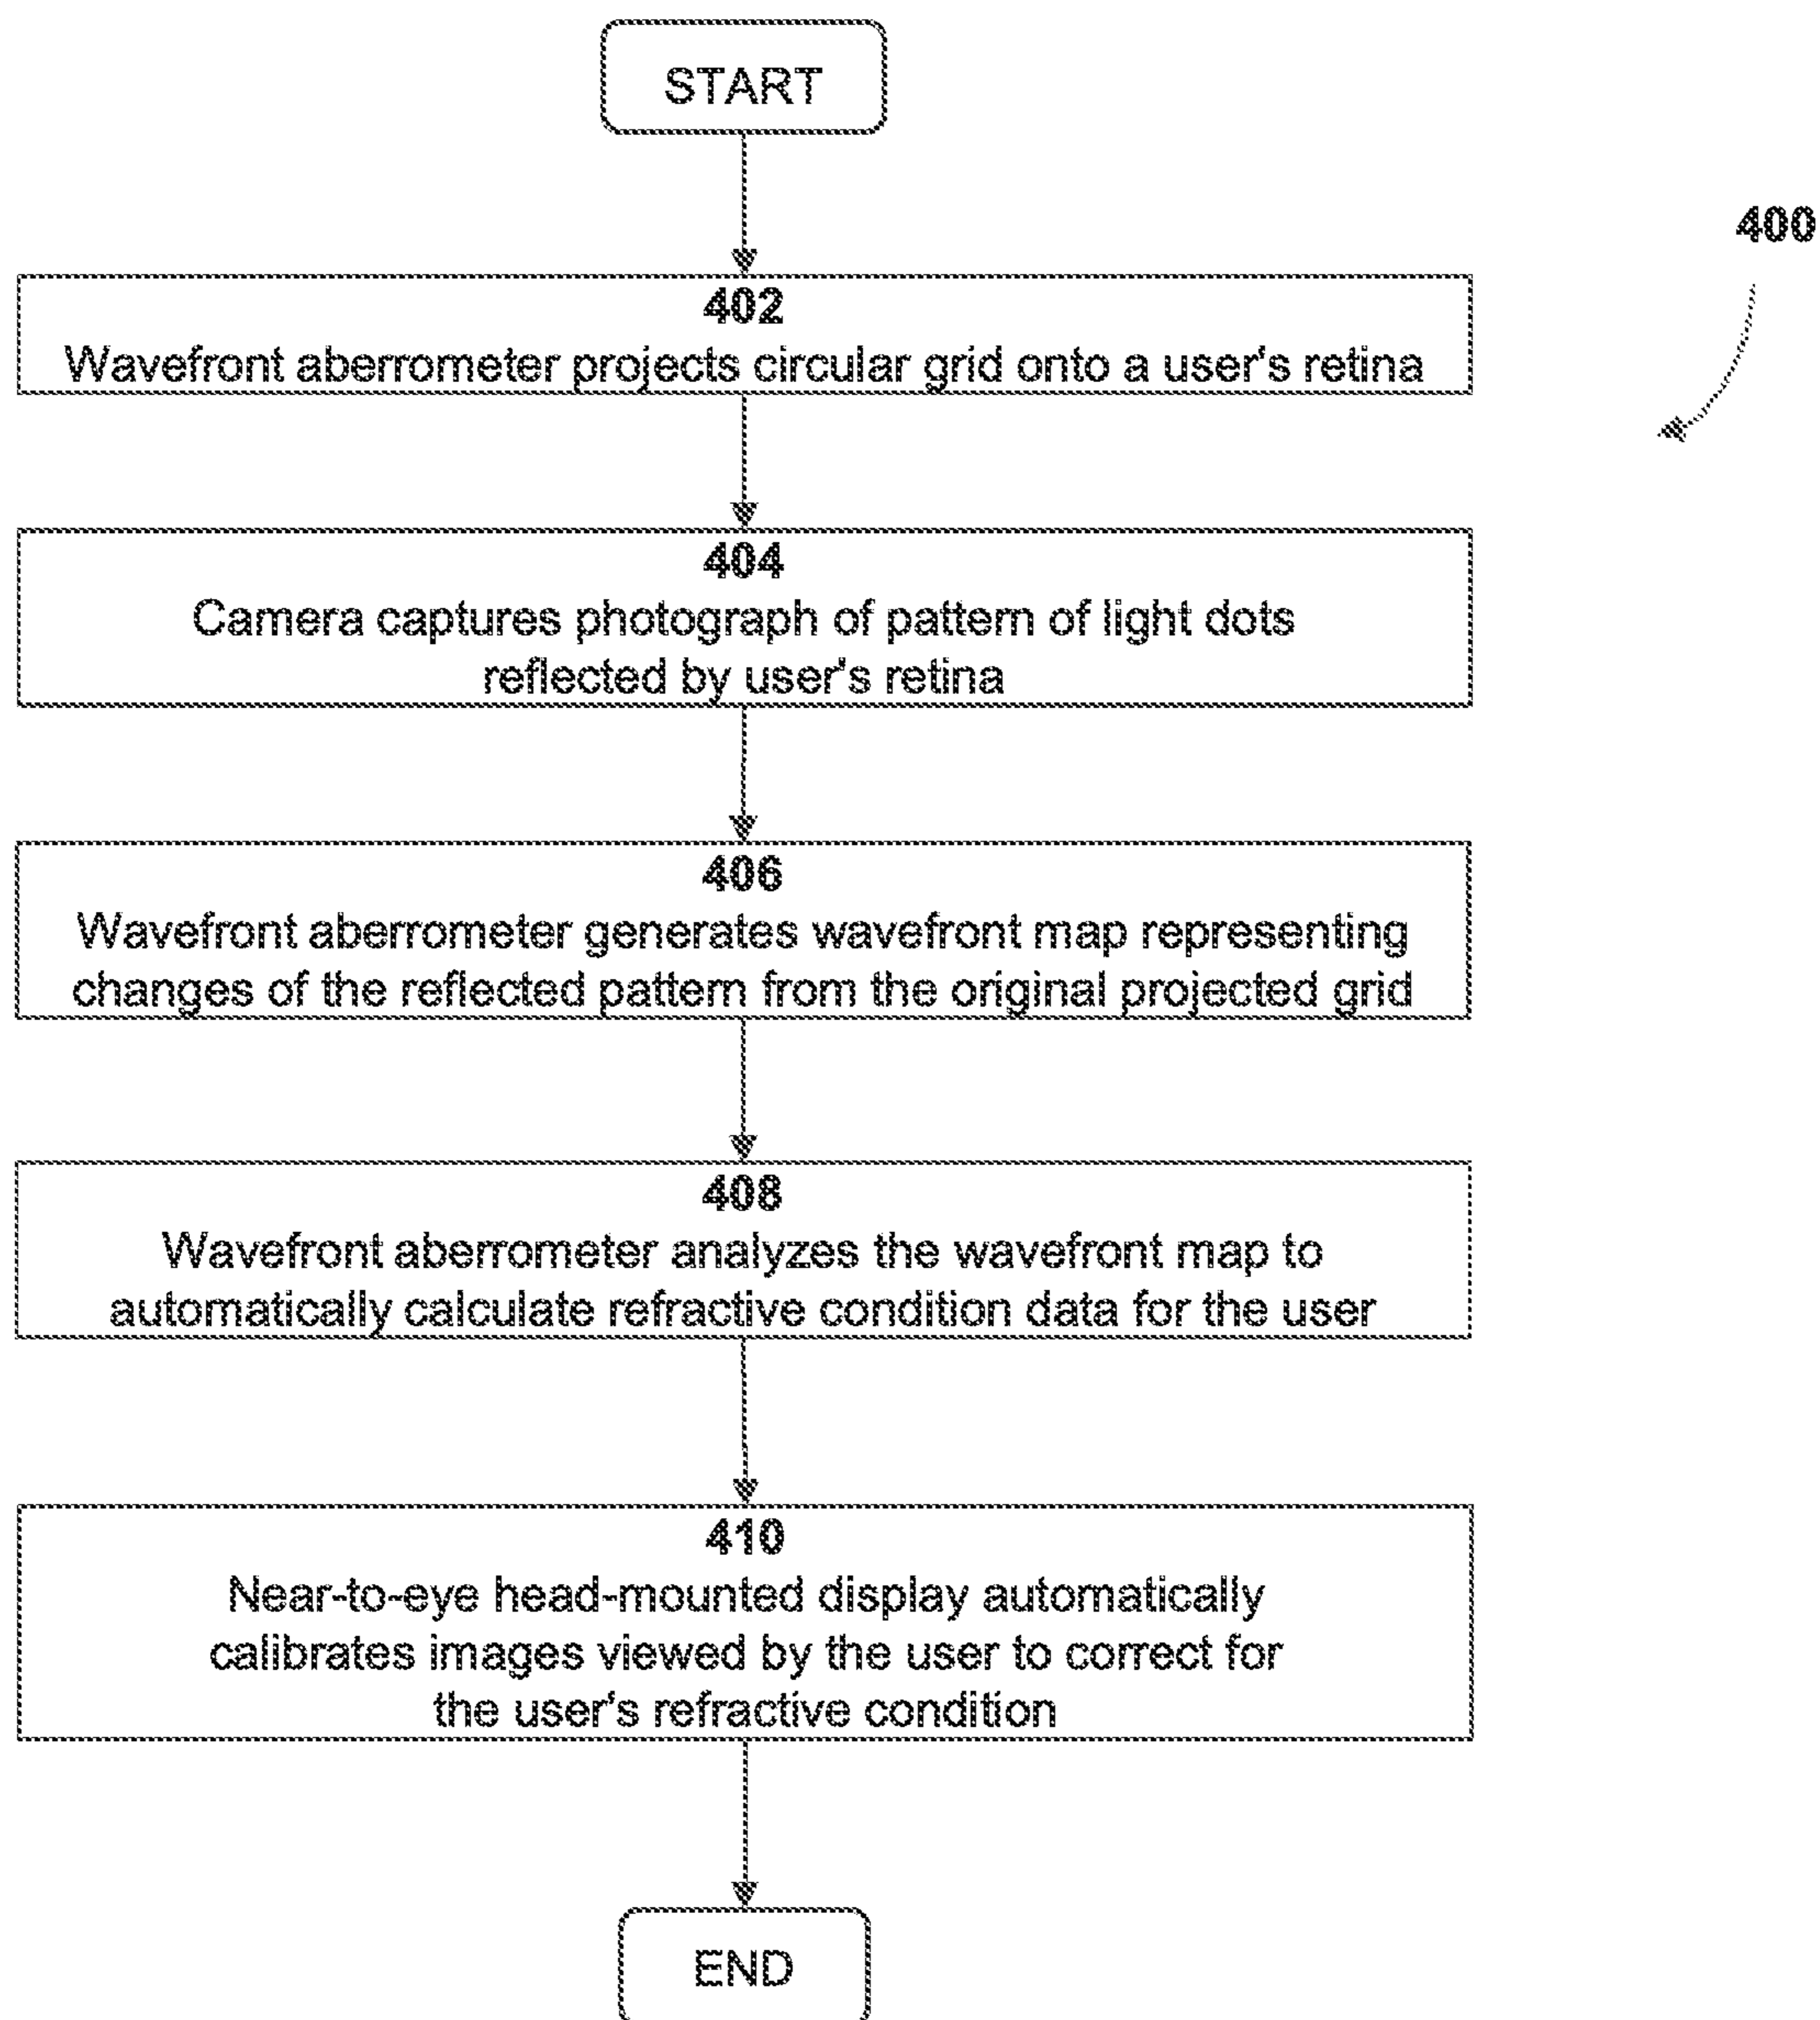 START
400
402
Wavefront aberrometer projects circular grid onto a user's retina
404
Camera captures photograph of pattern of light dots
reflected by user's retina
406
Wavefront aberrometer generates wavefront map representing
changes of the reflected pattern from the original projected grid
408
Wavefront aberrometer analyzes the wavefront map to
automatically calculate refractive condition data for the user
410
Near-to-eye head-mounted display automatically
calibrates images viewed by the user to correct for
the user's refractive condition
END